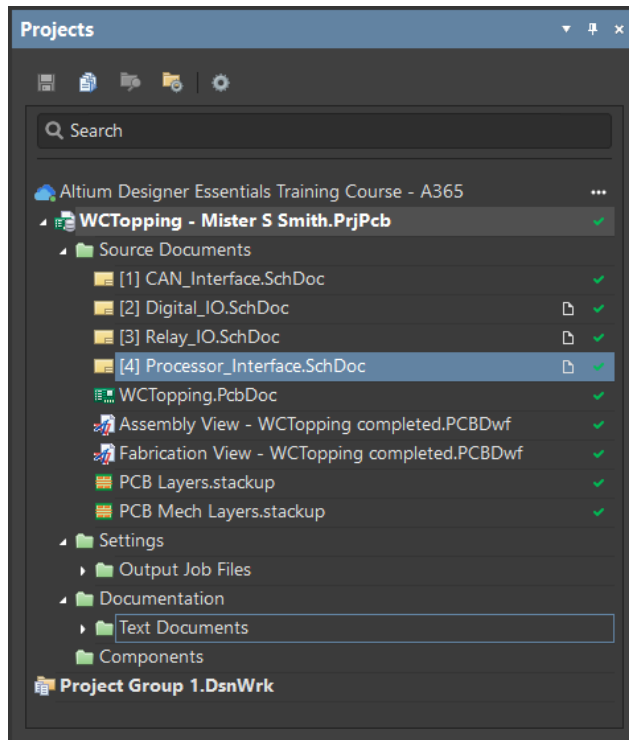 Projects
Search
Altium Designer Essentials Training Course - A365
WCTopping - Mister S Smith.PrjPcb
Source Documents
[1] CAN_Interface.SchDoc
[2] Digital_IO.SchDoc
[3] Relay_IO.SchDoc
[4] Processor_Interface.SchDoc
WCTopping.PcbDoc
Assembly View - WCTopping completed.PCBDwf
Fabrication View - WCTopping completed.PCBDwf
PCB Layers.stackup
PCB Mech Layers.stackup
Settings
Output Job Files
Documentation
Text Documents
Components
Project Group 1.DsnWrk